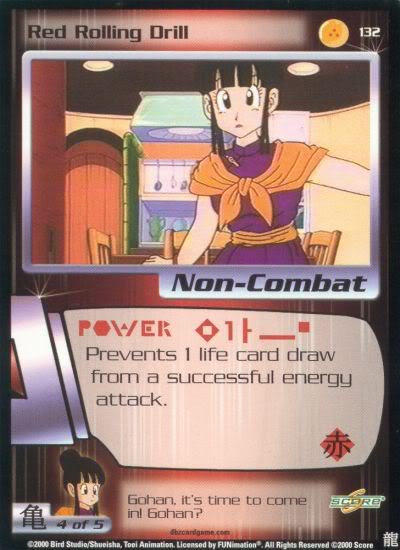 Red Rolling Drill
132
Non-Combat
POWER
Prevents 1 life card draw
from a successful energy
attack.
赤
亀
4 of 5
Gohan, it's time to come
in! Gohan?
SCORE
dbzcardgame.com
©2000 Bird Studio/Shueisha, Toei Animation. Licensed by FUNimation®. All Rights Reserved. ©2000 Score
龍